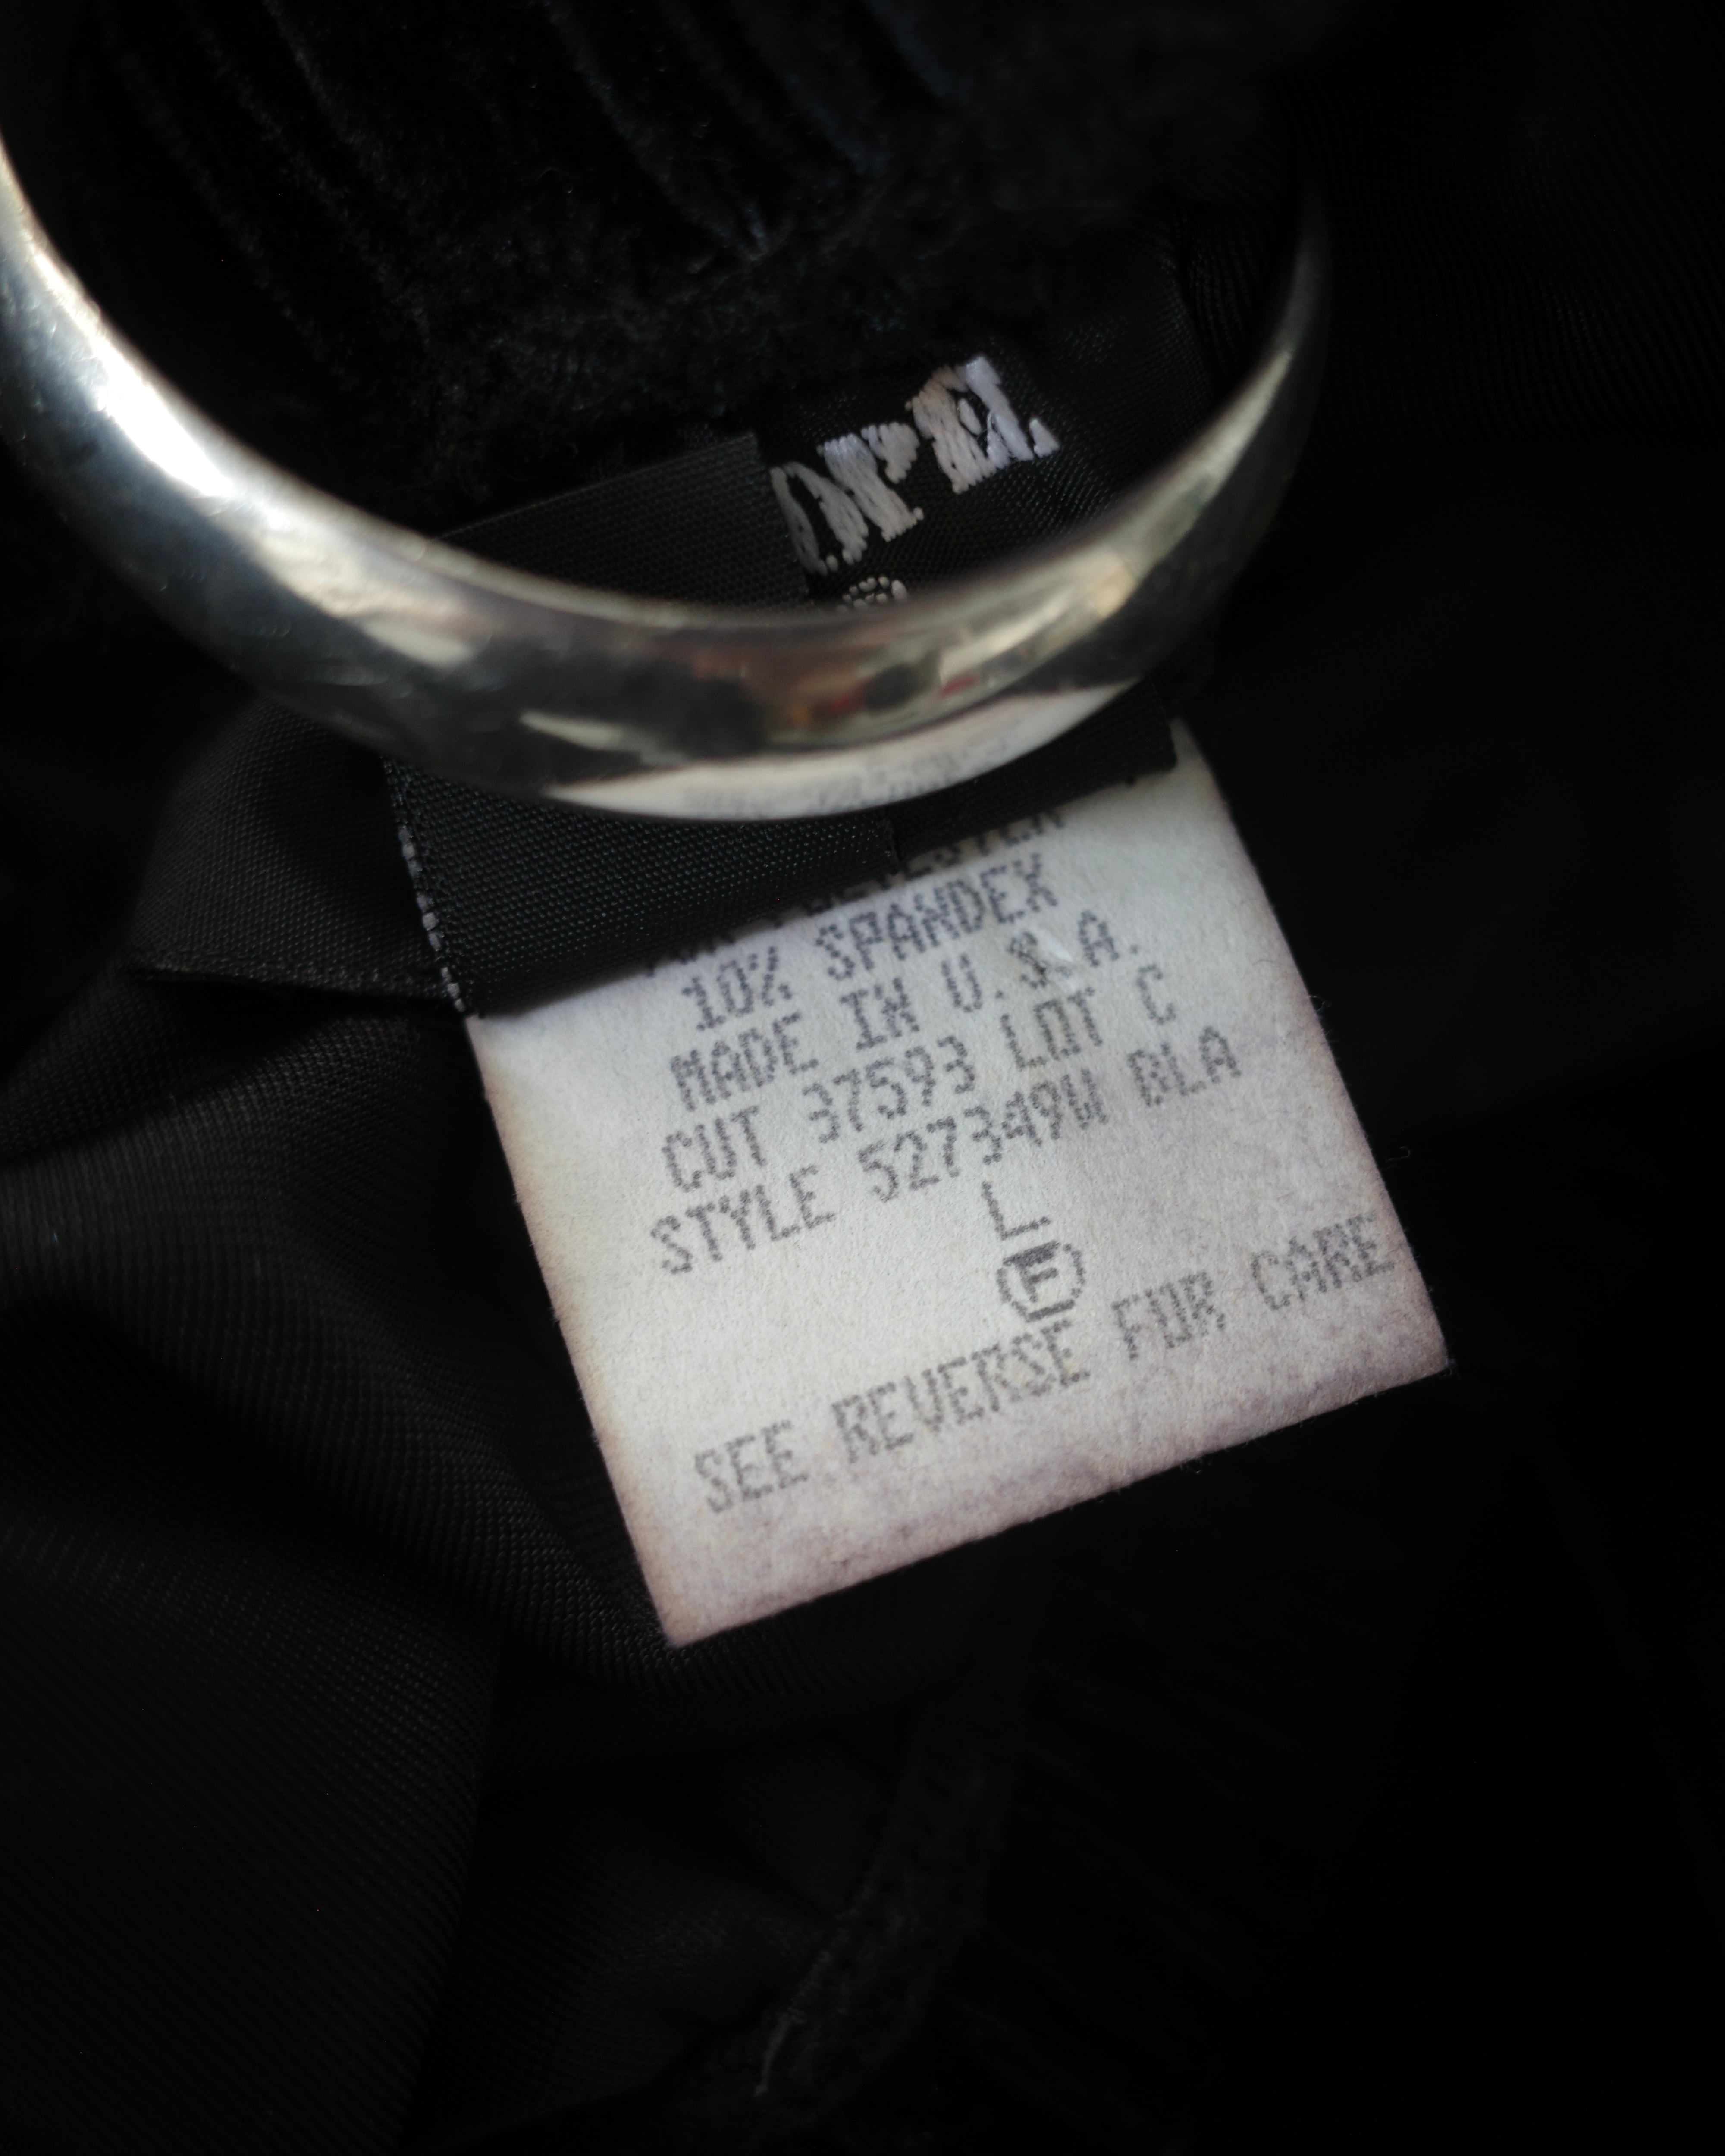 10% SPANDEX
MADE IN U.S.A.
CUT 37593 LOT C
STYLE 527349W BLA
L
F
SEE REVERSE FOR CARE